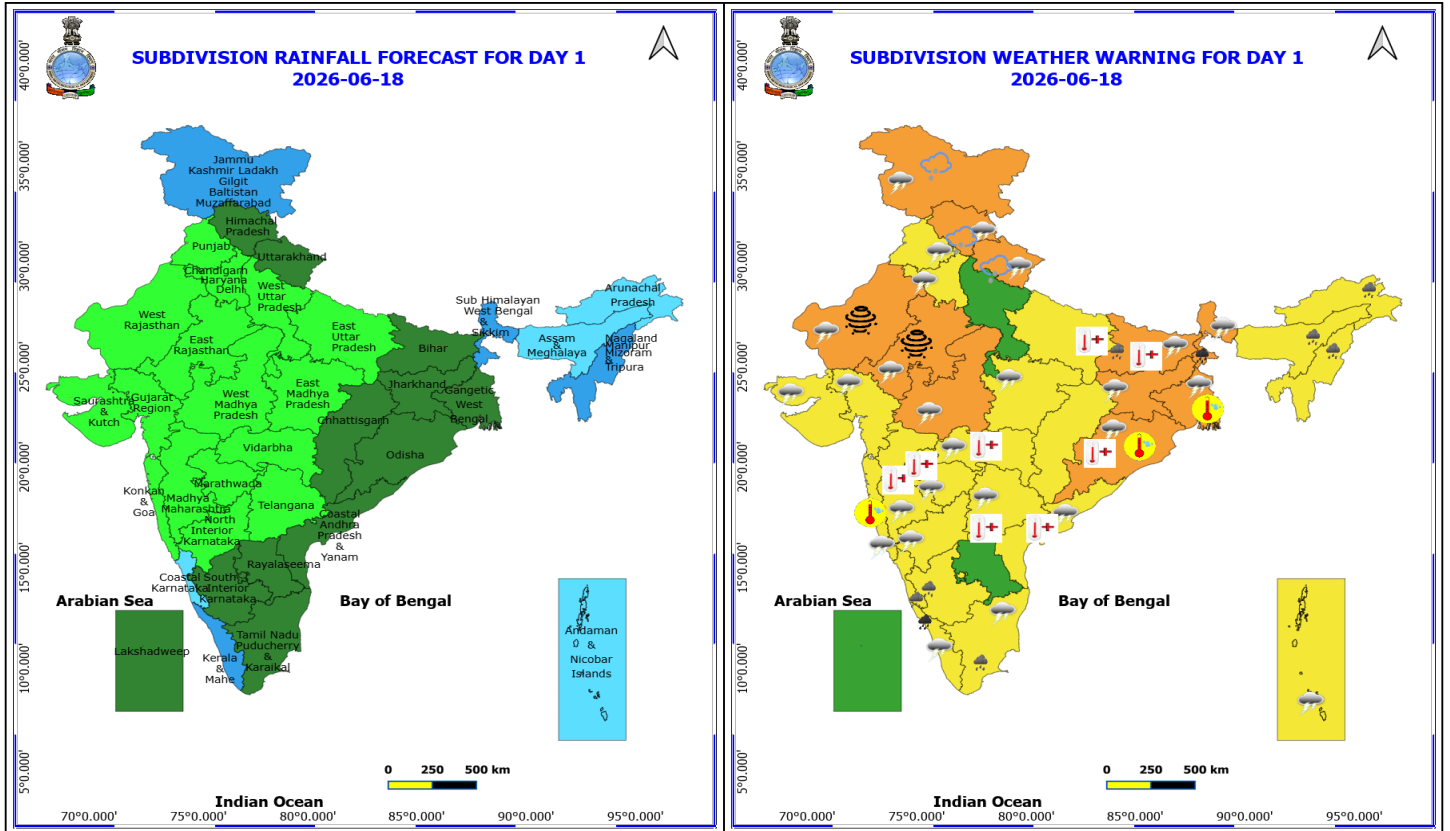 SUBDIVISION RAINFALL FORECAST FOR DAY 1
2026-06-18
40°0.000'
35°0.000'
30°0.000'
25°0.000'
20°0.000'
15°0.000'
10°0.000'
5°0.000'
Jammu
Kashmir Ladakh
Gilgit
Baltistan
Muzaffarabad
Himachal
Pradesh
Punjab
Uttarakhand
Chandigarh
Haryana
Delhi
West
Uttar
Pradesh
West
Rajasthan
East
Rajasthan
East
Uttar
Pradesh
Sub Himalayan
West Bengal
&
Sikkim
Arunachal
Pradesh
Assam
&
Meghalaya
Nagaland
Manipur
Mizoram
&
Tripura
Bihar
Jharkhand
Gangetic
West
Bengal
Saurashtra
&
Kutch
Gujarat
Region
West
Madhya
Pradesh
East
Madhya
Pradesh
Chhattisgarh
Vidarbha
Odisha
Konkan
&
Goa
Marathwada
Madhya
Maharashtra
North
Interior
Karnataka
Telangana
Coastal
Andhra
Pradesh
&
Yanam
Rayalaseema
Coastal
Karnataka
South
Interior
Karnataka
Arabian Sea
Bay of Bengal
Lakshadweep
Kerala
&
Mahe
Tamil Nadu
Puducherry
&
Karaikal
Andaman
&
Nicobar
Islands
0 250 500 km
Indian Ocean
70°0.000' 75°0.000' 80°0.000' 85°0.000' 90°0.000' 95°0.000'
SUBDIVISION WEATHER WARNING FOR DAY 1
2026-06-18
40°0.000'
35°0.000'
30°0.000'
25°0.000'
20°0.000'
15°0.000'
10°0.000'
5°0.000'
Arabian Sea
Bay of Bengal
0 250 500 km
Indian Ocean
70°0.000' 75°0.000' 80°0.000' 85°0.000' 90°0.000' 95°0.000'